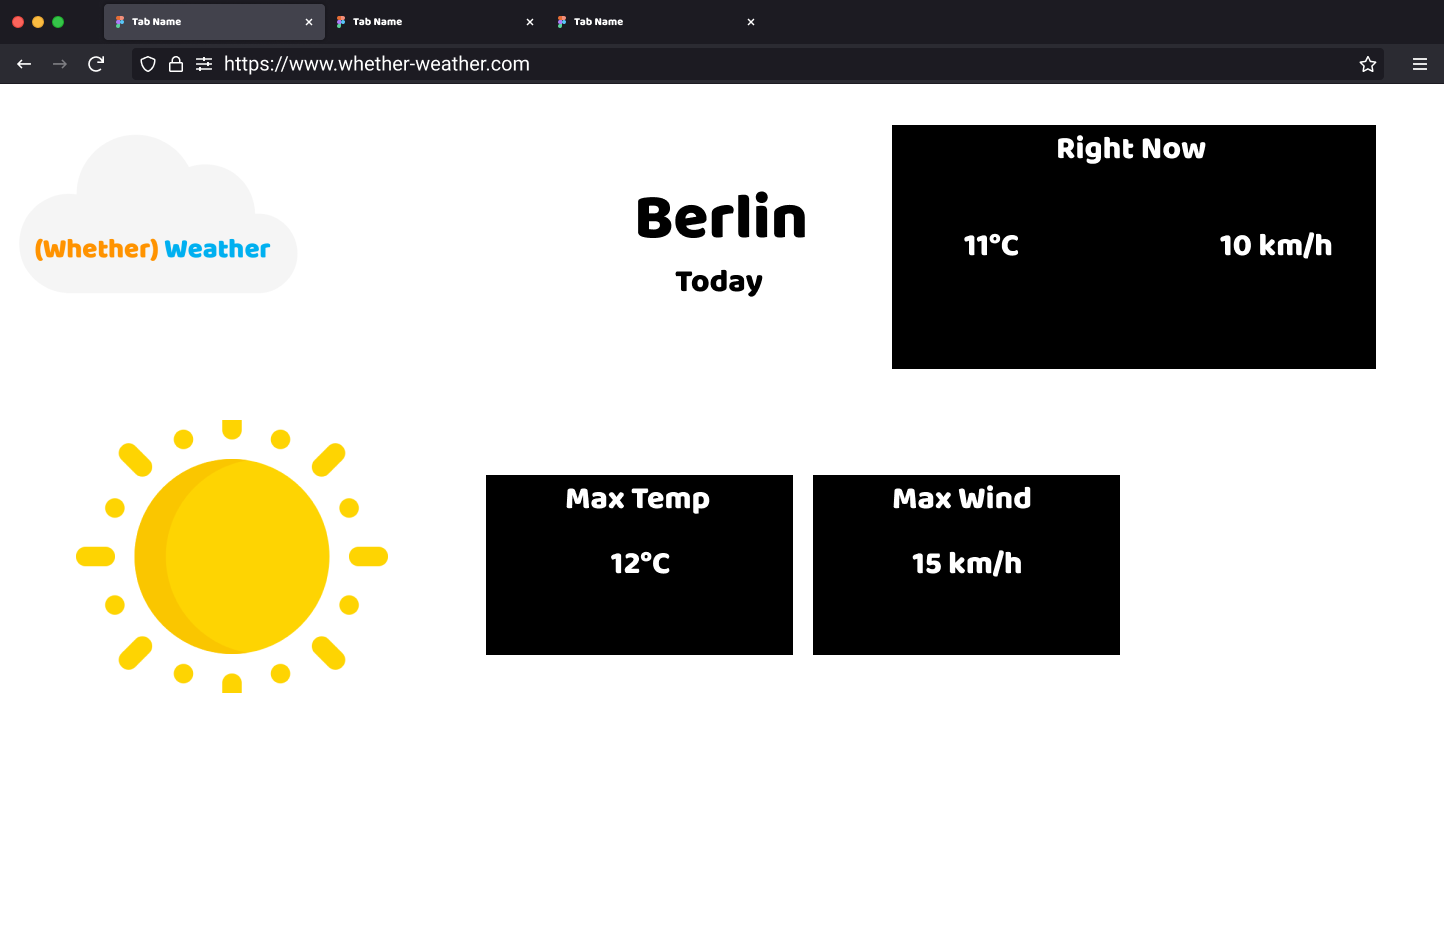 Tab Name
Tab Name
Tab Name
https://www.whether-weather.com
(Whether) Weather
Berlin
Today
Right Now
11°C
10 km/h
Max Temp
12°C
Max Wind
15 km/h